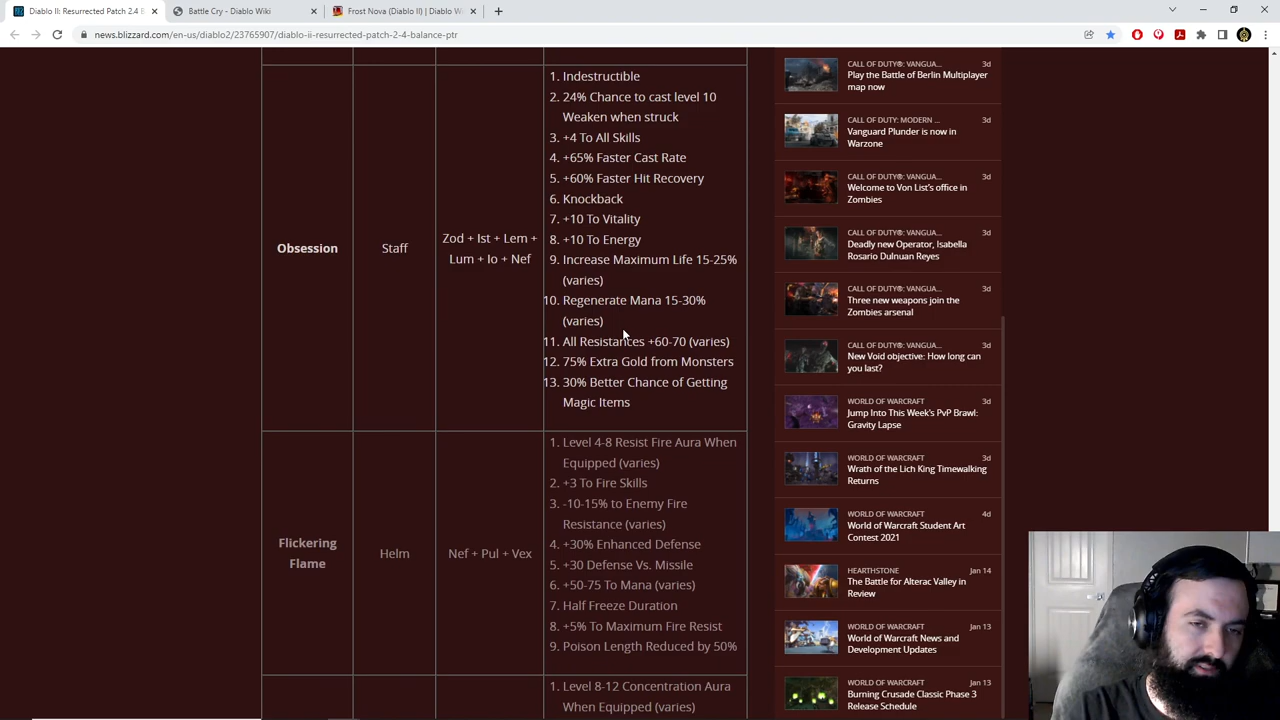 Diablo II: Resurrected Patch 2.4 B
Battle Cry - Diablo Wiki
Frost Nova (Diablo II) | Diablo W
news.blizzard.com/en-us/diablo2/23765907/diablo-ii-resurrected-patch-2-4-balance-ptr
Obsession
Staff
Zod + Ist + Lem +
Lum + Io + Nef
1. Indestructible
2. 24% Chance to cast level 10
Weaken when struck
3. +4 To All Skills
4. +65% Faster Cast Rate
5. +60% Faster Hit Recovery
6. Knockback
7. +10 To Vitality
8. +10 To Energy
9. Increase Maximum Life 15-25%
(varies)
10. Regenerate Mana 15-30%
(varies)
11. All Resistances +60-70 (varies)
12. 75% Extra Gold from Monsters
13. 30% Better Chance of Getting
Magic Items
Flickering
Flame
Helm
Nef + Pul + Vex
1. Level 4-8 Resist Fire Aura When
Equipped (varies)
2. +3 To Fire Skills
3. -10-15% to Enemy Fire
Resistance (varies)
4. +30% Enhanced Defense
5. +30 Defense Vs. Missile
6. +50-75 To Mana (varies)
7. Half Freeze Duration
8. +5% To Maximum Fire Resist
9. Poison Length Reduced by 50%
1. Level 8-12 Concentration Aura
When Equipped (varies)
CALL OF DUTY®: VANGUA... 3d
Play the Battle of Berlin Multiplayer
map now
CALL OF DUTY: MODERN ... 3d
Vanguard Plunder is now in
Warzone
CALL OF DUTY®: VANGUA... 3d
Welcome to Von List's office in
Zombies
CALL OF DUTY®: VANGUA... 3d
Deadly new Operator, Isabella
Rosario Dulnuan Reyes
CALL OF DUTY®: VANGUA... 3d
Three new weapons join the
Zombies arsenal
CALL OF DUTY®: VANGUA... 3d
New Void objective: How long can
you last?
WORLD OF WARCRAFT 3d
Jump Into This Week's PvP Brawl:
Gravity Lapse
WORLD OF WARCRAFT 3d
Wrath of the Lich King Timewalking
Returns
WORLD OF WARCRAFT 4d
World of Warcraft Student Art
Contest 2021
HEARTHSTONE Jan 14
The Battle for Alterac Valley in
Review
WORLD OF WARCRAFT Jan 13
World of Warcraft News and
Development Updates
WORLD OF WARCRAFT Jan 13
Burning Crusade Classic Phase 3
Release Schedule